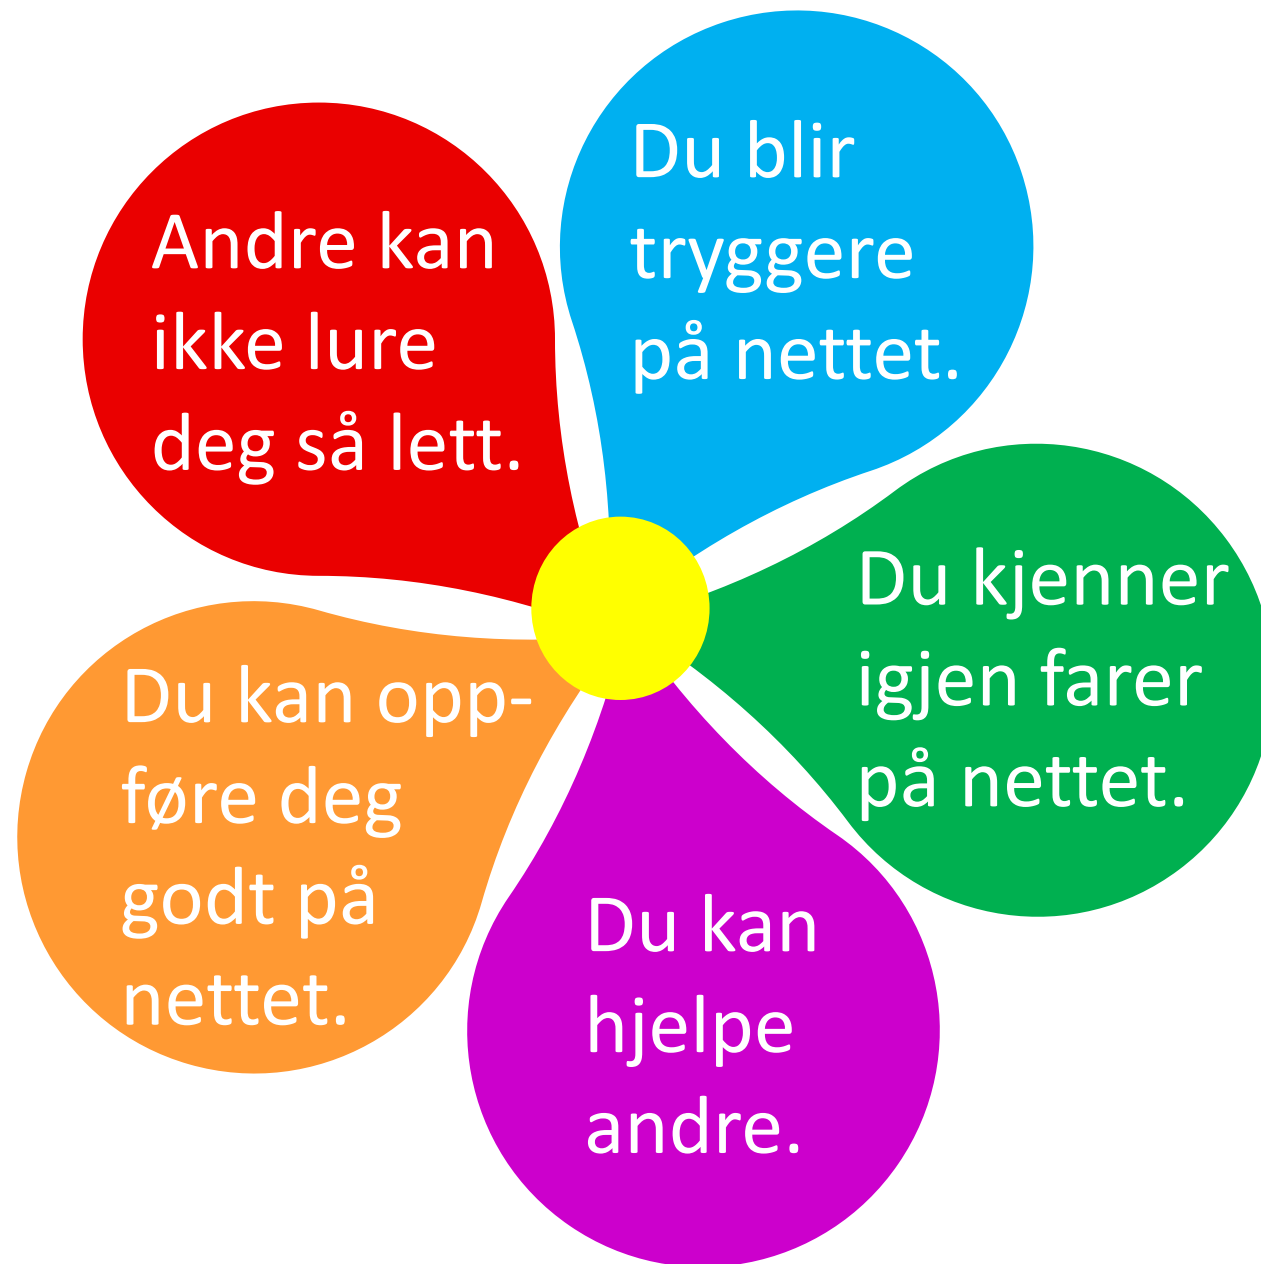 Du blir
tryggere
på nettet.
Du kjenner
igjen farer
på nettet.
Du kan
hjelpe
andre.
Du kan opp-
føre deg
godt på
nettet.
Andre kan
ikke lure
deg så lett.